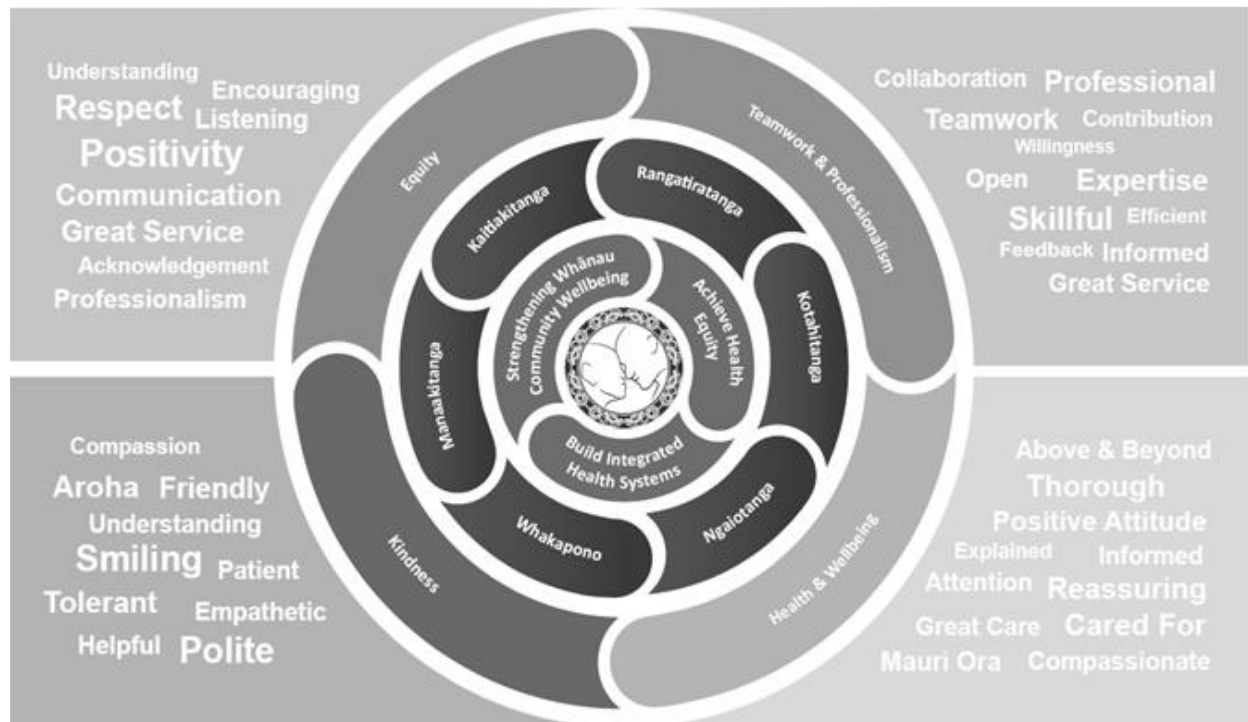 Understanding
Encouraging
Respect
Listening
Positivity
Communication
Great Service
Acknowledgement
Professionalism
Collaboration
Professional
Teamwork
Contribution
Willingness
Open
Expertise
Skillful
Efficient
Feedback
Informed
Great Service
Equity
Teamwork & Professionalism
Kaitiakitanga
Rangatiratanga
Manaakitanga
Kotahitanga
Whakapono
Ngaiotanga
Strengthening Whānau
Community Wellbeing
Achieve Health
Equity
Build Integrated
Health Systems
Kindness
Health & Wellbeing
Compassion
Aroha
Friendly
Understanding
Smiling
Patient
Tolerant
Empathetic
Helpful
Polite
Above & Beyond
Thorough
Positive Attitude
Explained
Informed
Attention
Reassuring
Great Care
Cared For
Mauri Ora
Compassionate